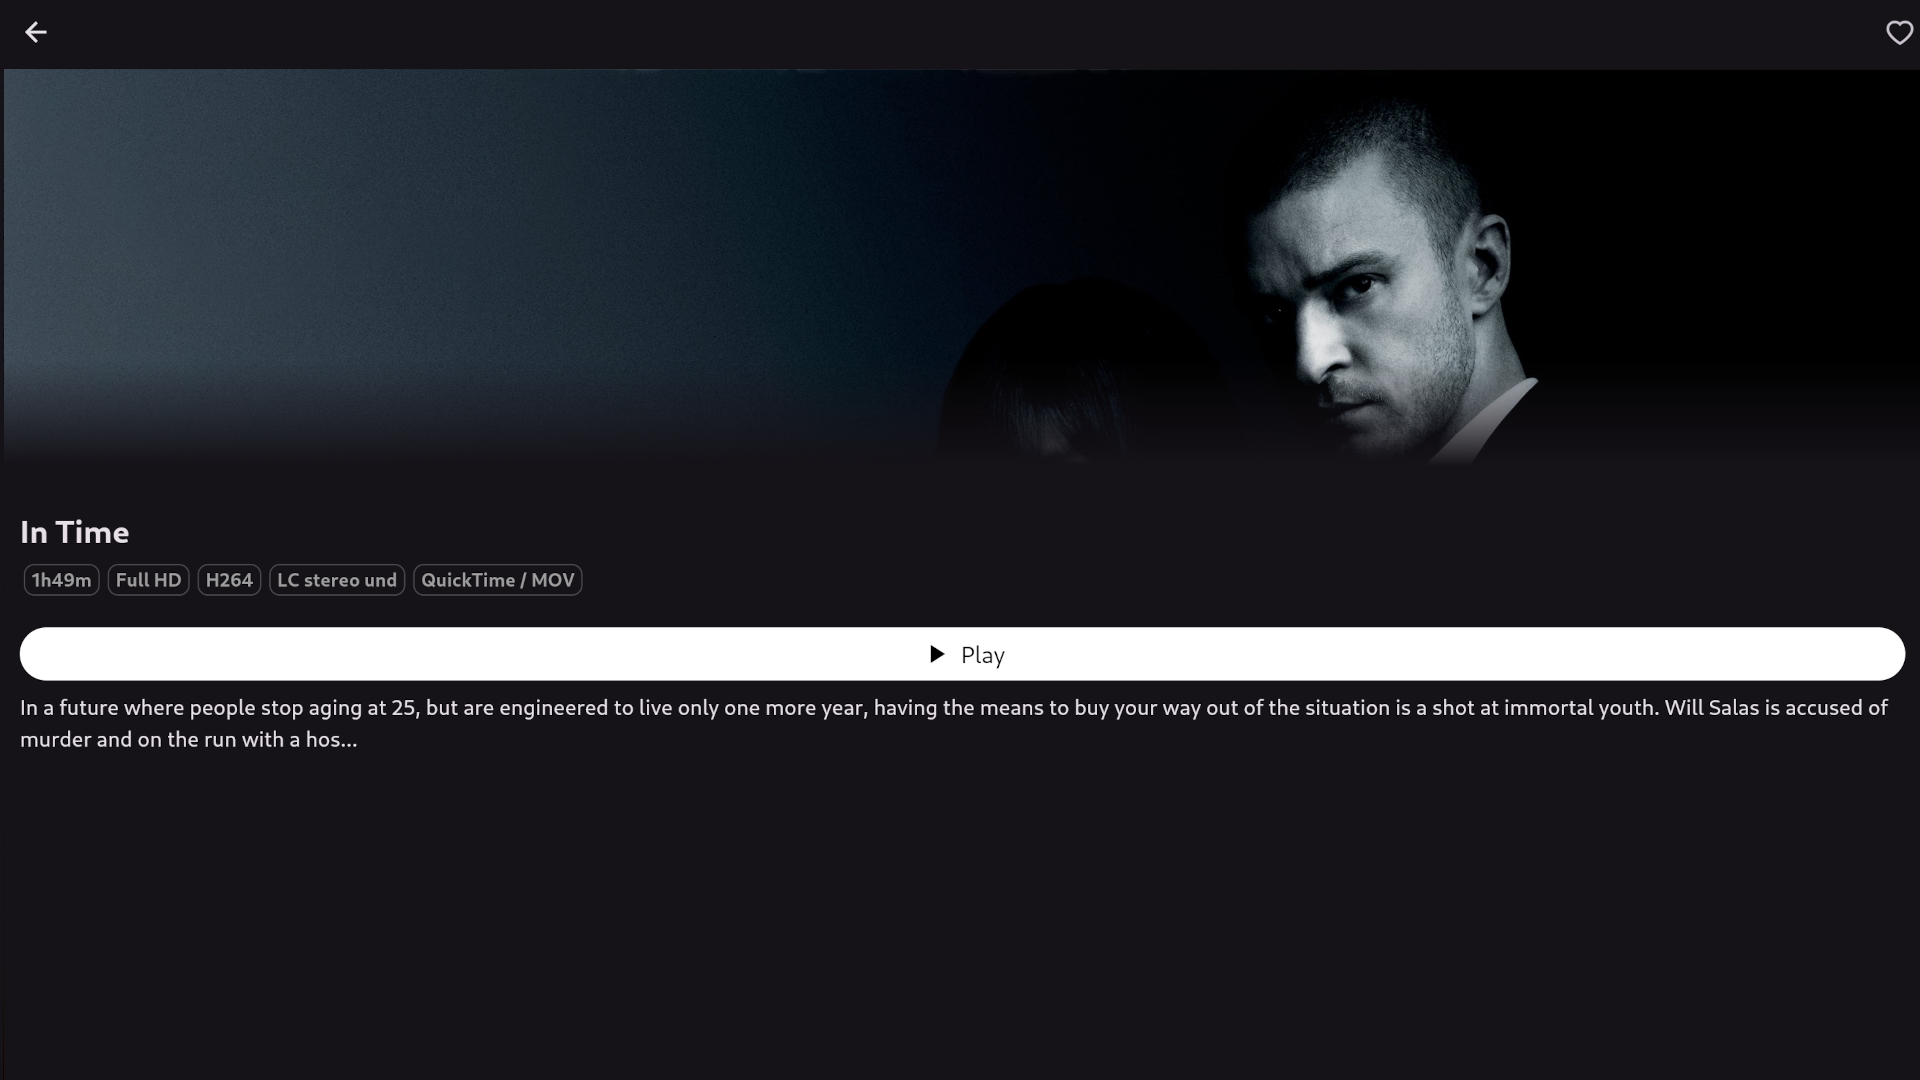 In Time
1h49m Full HD H264 LC stereo und QuickTime / MOV
Play
In a future where people stop aging at 25, but are engineered to live only one more year, having the means to buy your way out of the situation is a shot at immortal youth. Will Salas is accused of
murder and on the run with a hos...